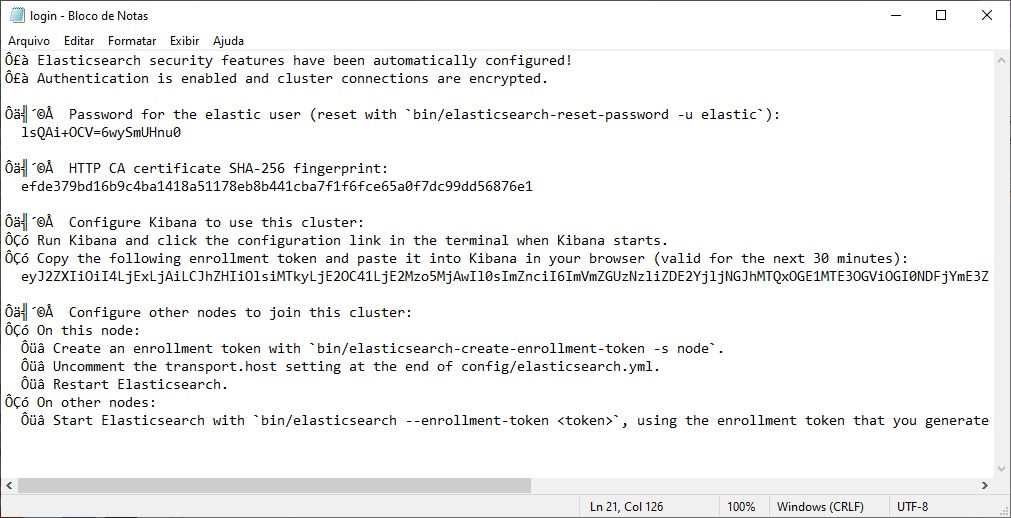 login - Bloco de Notas
Arquivo Editar Formatar Exibir Ajuda
Ô£à Elasticsearch security features have been automatically configured!
Ô£à Authentication is enabled and cluster connections are encrypted.
Ôä╣´©Å  Password for the elastic user (reset with `bin/elasticsearch-reset-password -u elastic`):
lsQAi+OCV=6wySmUHnu0
Ôä╣´©Å  HTTP CA certificate SHA-256 fingerprint:
efde379bd16b9c4ba1418a51178eb8b441cba7f1f6fce65a0f7dc99dd56876e1
Ôä╣´©Å  Configure Kibana to use this cluster:
ÔÇó Run Kibana and click the configuration link in the terminal when Kibana starts.
ÔÇó Copy the following enrollment token and paste it into Kibana in your browser (valid for the next 30 minutes):
eyJ2ZXIiOiI4LjExLjAiLCJhZHIiOlsiMTkyLjE2OC41LjE2Mzo5MjAwIl0sImZnciI6ImVmZGUzNzliZDE2YjljNGJhMTQxOGE1MTE3OGViOGI0NDFjYmE3Z
Ôä╣´©Å  Configure other nodes to join this cluster:
ÔÇó On this node:
Ôüâ Create an enrollment token with `bin/elasticsearch-create-enrollment-token -s node`.
Ôüâ Uncomment the transport.host setting at the end of config/elasticsearch.yml.
Ôüâ Restart Elasticsearch.
ÔÇó On other nodes:
Ôüâ Start Elasticsearch with `bin/elasticsearch --enrollment-token <token>`, using the enrollment token that you generate
Ln 21, Col 126 100% Windows (CRLF) UTF-8